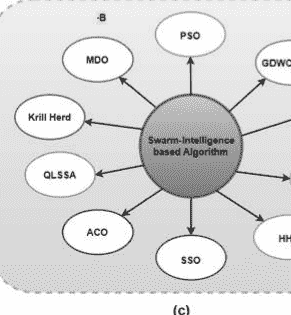 B
PSO
MDO
GDWC
Krill Herd
Swarm-Intelligence
based Algorithm
QLSSA
ACO
HH
SSO
(c)